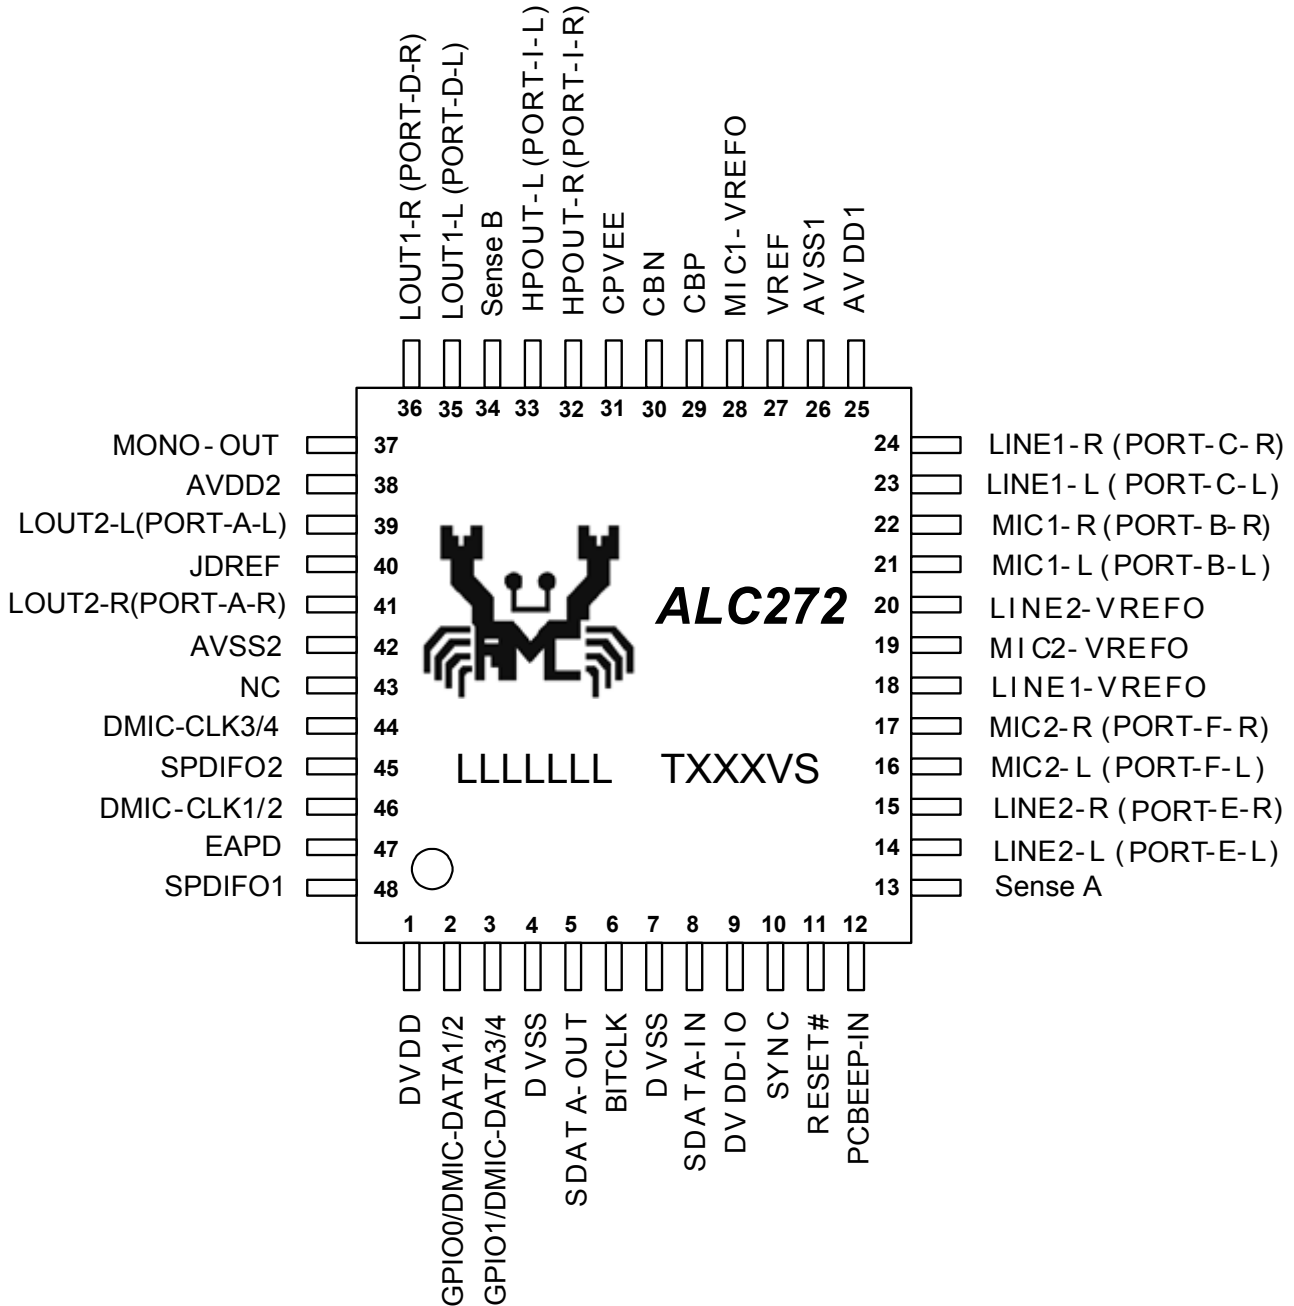 LOUT1-R (PORT-D-R)
LOUT1-L (PORT-D-L)
Sense B
HPOUT-L (PORT-I-L)
HPOUT-R (PORT-I-R)
CPVEE
CBN
CBP
MIC1-VREFO
VREF
AVSS1
AVDD1
36 35 34 33 32 31 30 29 28 27 26 25
MONO-OUT 37
AVDD2 38
LOUT2-L(PORT-A-L) 39
JDREF 40
LOUT2-R(PORT-A-R) 41
AVSS2 42
NC 43
DMIC-CLK3/4 44
SPDIFO2 45
DMIC-CLK1/2 46
EAPD 47
SPDIFO1 48
ALC272
LLLLLLL TXXXVS
24 LINE1-R (PORT-C-R)
23 LINE1-L (PORT-C-L)
22 MIC1-R (PORT-B-R)
21 MIC1-L (PORT-B-L)
20 LINE2-VREFO
19 MIC2-VREFO
18 LINE1-VREFO
17 MIC2-R (PORT-F-R)
16 MIC2-L (PORT-F-L)
15 LINE2-R (PORT-E-R)
14 LINE2-L (PORT-E-L)
13 Sense A
1 2 3 4 5 6 7 8 9 10 11 12
DVDD
GPIO0/DMIC-DATA1/2
GPIO1/DMIC-DATA3/4
DVSS
SDATA-OUT
BITCLK
DVSS
SDATA-IN
DVDD-IO
SYNC
RESET#
PCBEEP-IN